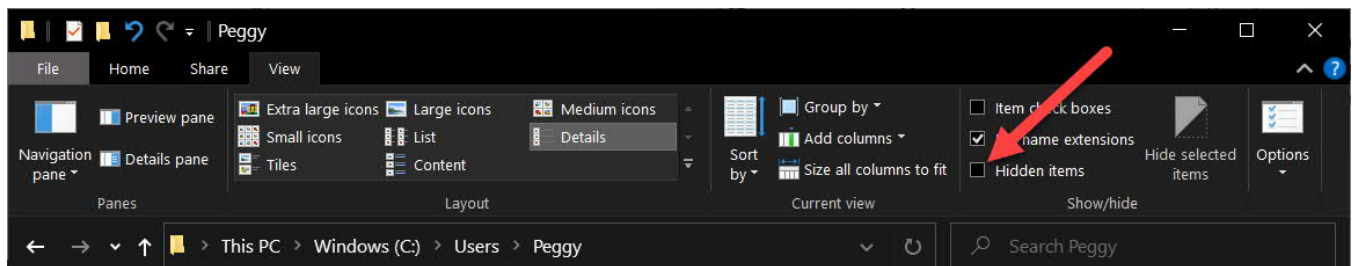 Peggy
File Home Share View
Navigation pane
Preview pane
Details pane
Panes
Extra large icons Large icons Medium icons
Small icons List Details
Tiles Content
Layout
Sort by
Group by
Add columns
Size all columns to fit
Current view
Item check boxes
name extensions
Hidden items
Hide selected items
Show/hide
Options
This PC > Windows (C:) > Users > Peggy
Search Peggy